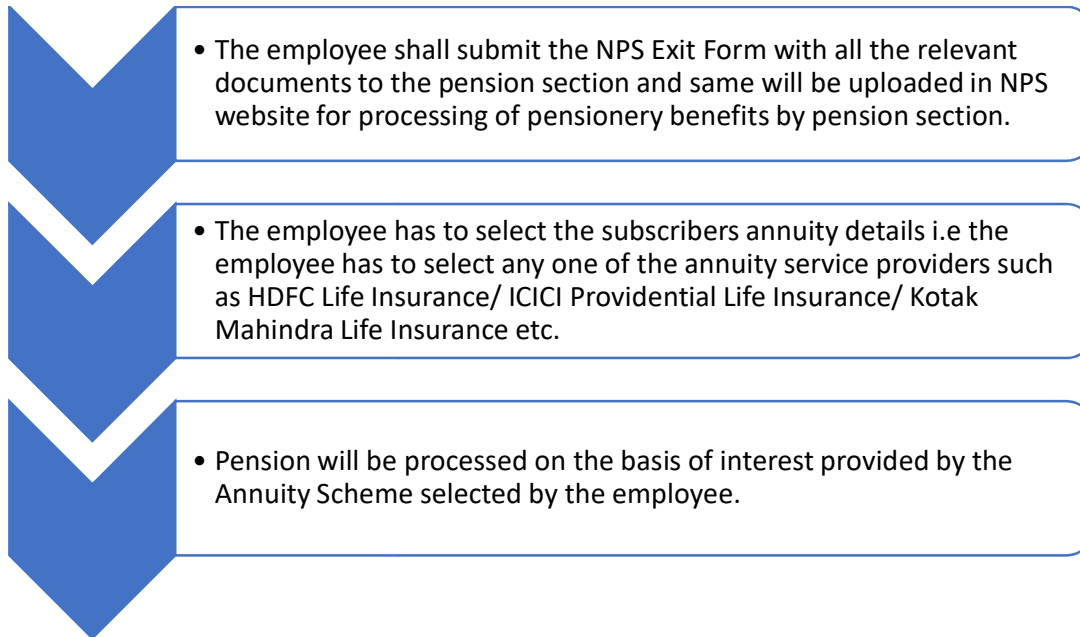 • The employee shall submit the NPS Exit Form with all the relevant
documents to the pension section and same will be uploaded in NPS
website for processing of pensionery benefits by pension section.
• The employee has to select the subscribers annuity details i.e the
employee has to select any one of the annuity service providers such
as HDFC Life Insurance/ ICICI Providential Life Insurance/ Kotak
Mahindra Life Insurance etc.
• Pension will be processed on the basis of interest provided by the
Annuity Scheme selected by the employee.